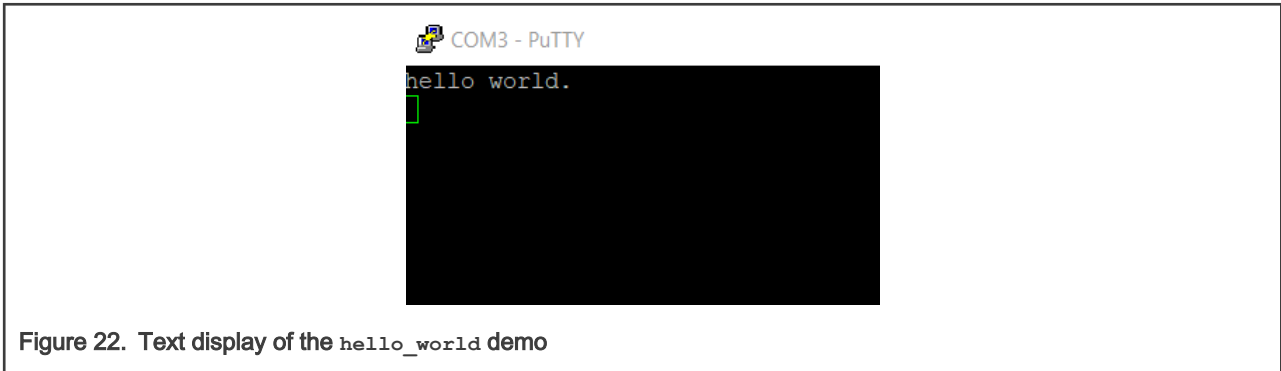 COM3 - PuTTY
hello world.
Figure 22. Text display of the hello_world demo